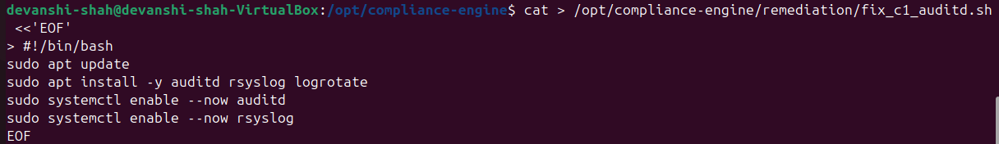 devanshi-shah@devanshi-shah-VirtualBox:/opt/compliance-engine$ cat > /opt/compliance-engine/remediation/fix_c1_auditd.sh
 <<'EOF'
> #!/bin/bash
sudo apt update
sudo apt install -y auditd rsyslog logrotate
sudo systemctl enable --now auditd
sudo systemctl enable --now rsyslog
EOF